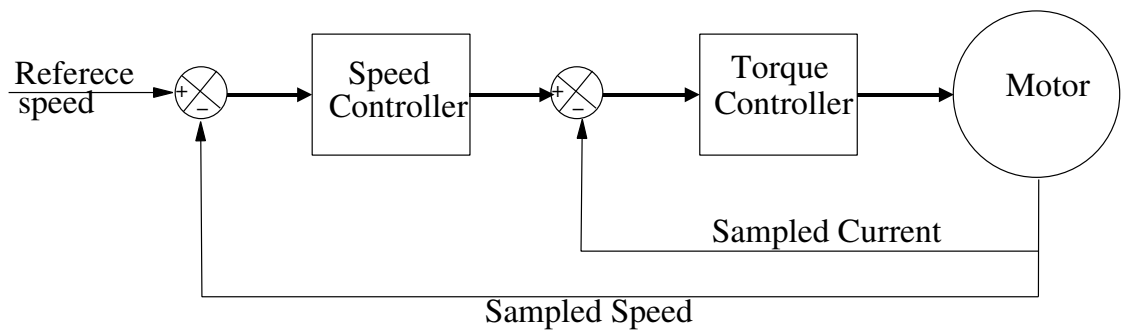 Referece
speed
+
−
Speed
Controller
+
−
Torque
Controller
Motor
Sampled Current
Sampled Speed